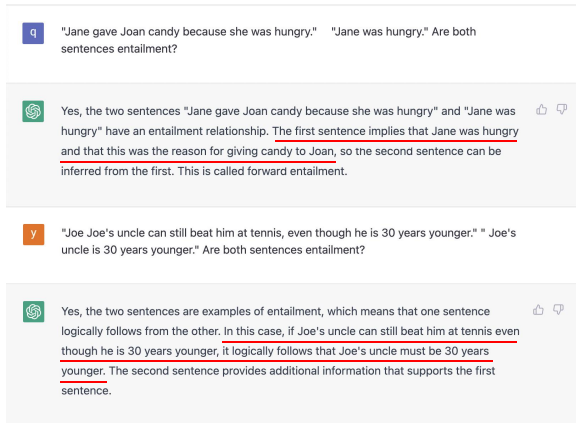 q
"Jane gave Joan candy because she was hungry." "Jane was hungry." Are both
sentences entailment?
Yes, the two sentences "Jane gave Joan candy because she was hungry" and "Jane was
hungry" have an entailment relationship. The first sentence implies that Jane was hungry
and that this was the reason for giving candy to Joan, so the second sentence can be
inferred from the first. This is called forward entailment.
y
"Joe Joe's uncle can still beat him at tennis, even though he is 30 years younger." " Joe's
uncle is 30 years younger." Are both sentences entailment?
Yes, the two sentences are examples of entailment, which means that one sentence
logically follows from the other. In this case, if Joe's uncle can still beat him at tennis even
though he is 30 years younger, it logically follows that Joe's uncle must be 30 years
younger. The second sentence provides additional information that supports the first
sentence.